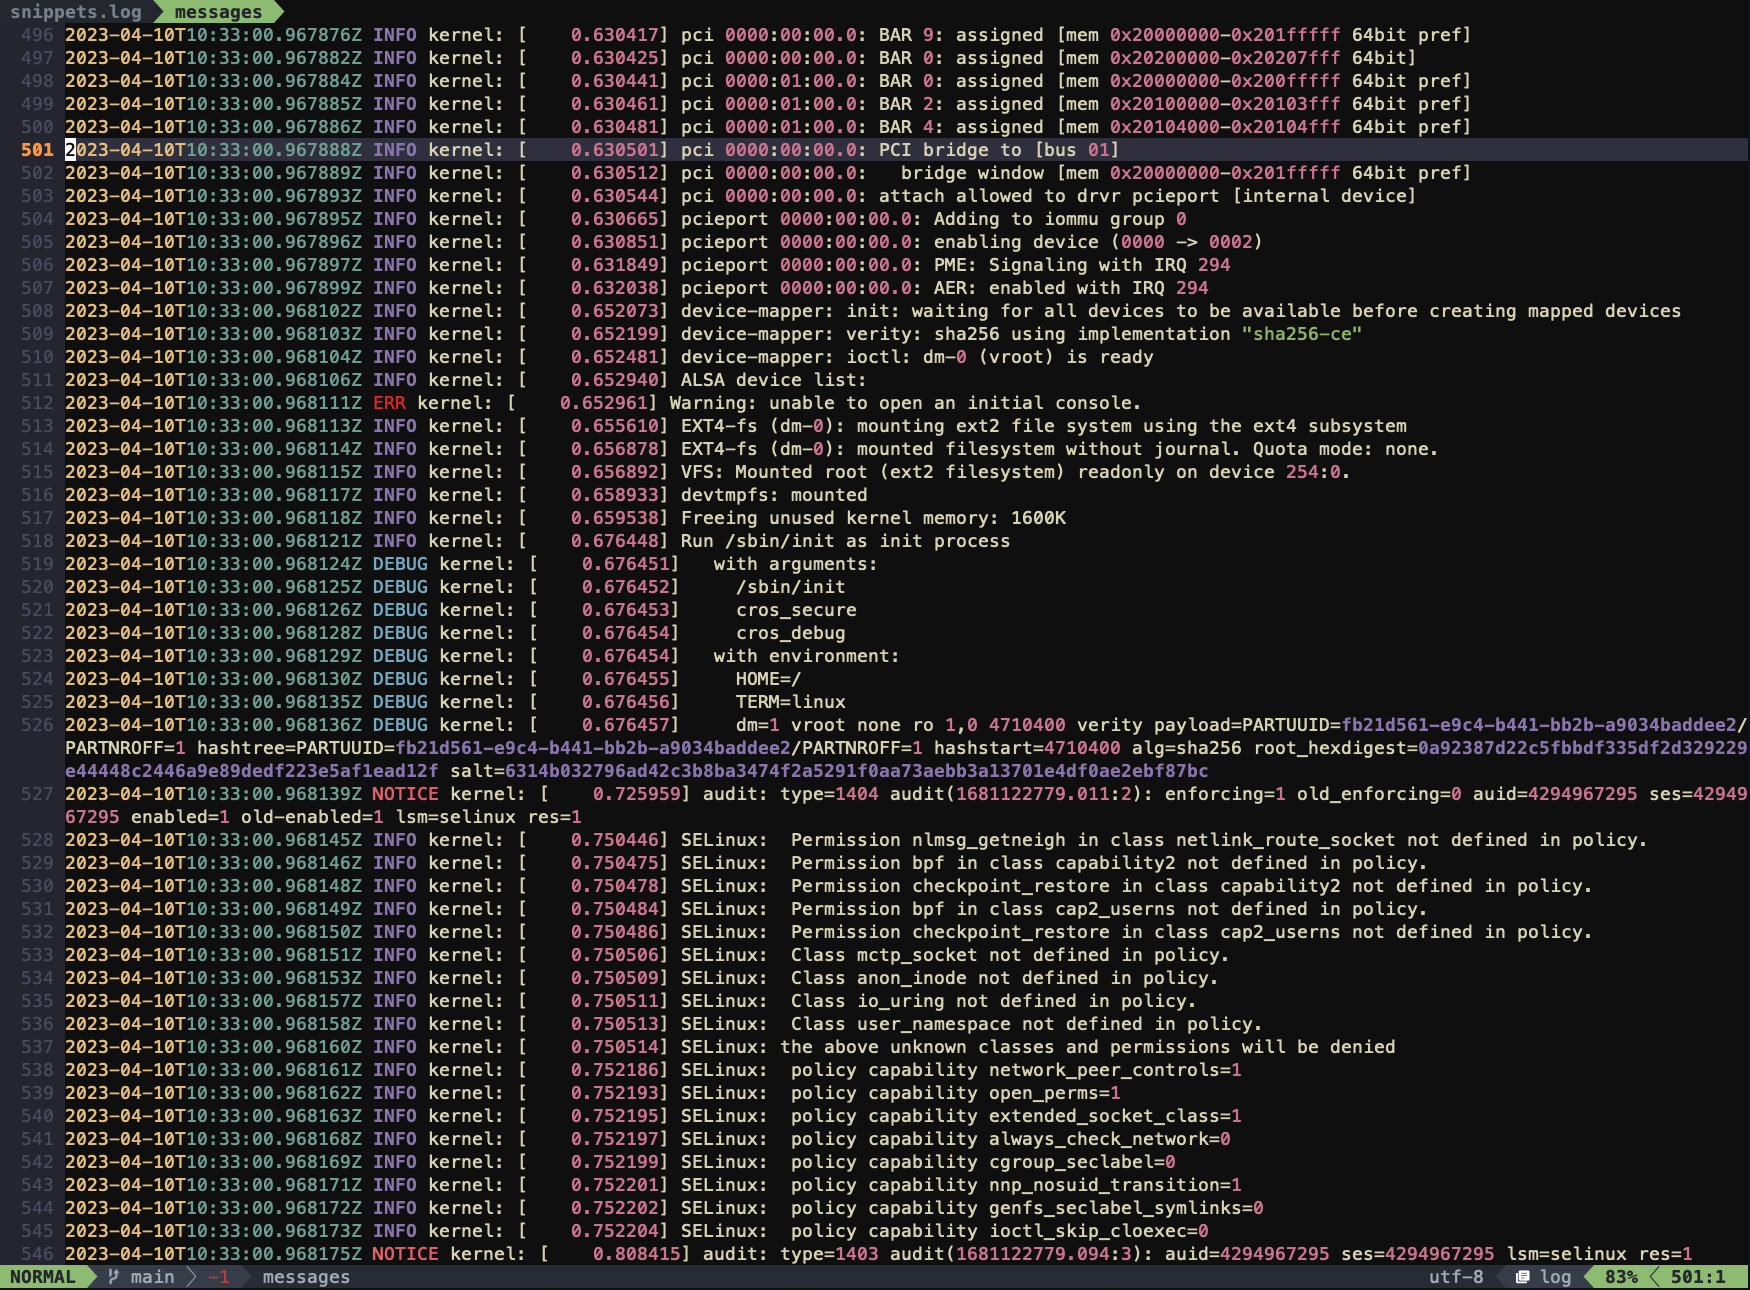 snippets.log messages
496 2023-04-10T10:33:00.967876Z INFO kernel: [    0.630417] pci 0000:00:00.0: BAR 9: assigned [mem 0x20000000-0x201fffff 64bit pref]
497 2023-04-10T10:33:00.967882Z INFO kernel: [    0.630425] pci 0000:00:00.0: BAR 0: assigned [mem 0x20200000-0x20207fff 64bit]
498 2023-04-10T10:33:00.967884Z INFO kernel: [    0.630441] pci 0000:01:00.0: BAR 0: assigned [mem 0x20000000-0x200fffff 64bit pref]
499 2023-04-10T10:33:00.967885Z INFO kernel: [    0.630461] pci 0000:01:00.0: BAR 2: assigned [mem 0x20100000-0x20103fff 64bit pref]
500 2023-04-10T10:33:00.967886Z INFO kernel: [    0.630481] pci 0000:01:00.0: BAR 4: assigned [mem 0x20104000-0x20104fff 64bit pref]
501 2023-04-10T10:33:00.967888Z INFO kernel: [    0.630501] pci 0000:00:00.0: PCI bridge to [bus 01]
502 2023-04-10T10:33:00.967889Z INFO kernel: [    0.630512] pci 0000:00:00.0:   bridge window [mem 0x20000000-0x201fffff 64bit pref]
503 2023-04-10T10:33:00.967893Z INFO kernel: [    0.630544] pci 0000:00:00.0: attach allowed to drvr pcieport [internal device]
504 2023-04-10T10:33:00.967895Z INFO kernel: [    0.630665] pcieport 0000:00:00.0: Adding to iommu group 0
505 2023-04-10T10:33:00.967896Z INFO kernel: [    0.630851] pcieport 0000:00:00.0: enabling device (0000 -> 0002)
506 2023-04-10T10:33:00.967897Z INFO kernel: [    0.631849] pcieport 0000:00:00.0: PME: Signaling with IRQ 294
507 2023-04-10T10:33:00.967899Z INFO kernel: [    0.632038] pcieport 0000:00:00.0: AER: enabled with IRQ 294
508 2023-04-10T10:33:00.968102Z INFO kernel: [    0.652073] device-mapper: init: waiting for all devices to be available before creating mapped devices
509 2023-04-10T10:33:00.968103Z INFO kernel: [    0.652199] device-mapper: verity: sha256 using implementation "sha256-ce"
510 2023-04-10T10:33:00.968104Z INFO kernel: [    0.652481] device-mapper: ioctl: dm-0 (vroot) is ready
511 2023-04-10T10:33:00.968106Z INFO kernel: [    0.652940] ALSA device list:
512 2023-04-10T10:33:00.968111Z ERR kernel: [    0.652961] Warning: unable to open an initial console.
513 2023-04-10T10:33:00.968113Z INFO kernel: [    0.655610] EXT4-fs (dm-0): mounting ext2 file system using the ext4 subsystem
514 2023-04-10T10:33:00.968114Z INFO kernel: [    0.656878] EXT4-fs (dm-0): mounted filesystem without journal. Quota mode: none.
515 2023-04-10T10:33:00.968115Z INFO kernel: [    0.656892] VFS: Mounted root (ext2 filesystem) readonly on device 254:0.
516 2023-04-10T10:33:00.968117Z INFO kernel: [    0.658933] devtmpfs: mounted
517 2023-04-10T10:33:00.968118Z INFO kernel: [    0.659538] Freeing unused kernel memory: 1600K
518 2023-04-10T10:33:00.968121Z INFO kernel: [    0.676448] Run /sbin/init as init process
519 2023-04-10T10:33:00.968124Z DEBUG kernel: [    0.676451]   with arguments:
520 2023-04-10T10:33:00.968125Z DEBUG kernel: [    0.676452]     /sbin/init
521 2023-04-10T10:33:00.968126Z DEBUG kernel: [    0.676453]     cros_secure
522 2023-04-10T10:33:00.968128Z DEBUG kernel: [    0.676454]     cros_debug
523 2023-04-10T10:33:00.968129Z DEBUG kernel: [    0.676454]   with environment:
524 2023-04-10T10:33:00.968130Z DEBUG kernel: [    0.676455]     HOME=/
525 2023-04-10T10:33:00.968135Z DEBUG kernel: [    0.676456]     TERM=linux
526 2023-04-10T10:33:00.968136Z DEBUG kernel: [    0.676457]     dm=1 vroot none ro 1,0 4710400 verity payload=PARTUUID=fb21d561-e9c4-b441-bb2b-a9034baddee2/
PARTNROFF=1 hashtree=PARTUUID=fb21d561-e9c4-b441-bb2b-a9034baddee2/PARTNROFF=1 hashstart=4710400 alg=sha256 root_hexdigest=0a92387d22c5fbbdf335df2d329229
e44448c2446a9e89dedf223e5af1ead12f salt=6314b032796ad42c3b8ba3474f2a5291f0aa73aebb3a13701e4df0ae2ebf87bc
527 2023-04-10T10:33:00.968139Z NOTICE kernel: [    0.725959] audit: type=1404 audit(1681122779.011:2): enforcing=1 old_enforcing=0 auid=4294967295 ses=42949
67295 enabled=1 old-enabled=1 lsm=selinux res=1
528 2023-04-10T10:33:00.968145Z INFO kernel: [    0.750446] SELinux:  Permission nlmsg_getneigh in class netlink_route_socket not defined in policy.
529 2023-04-10T10:33:00.968146Z INFO kernel: [    0.750475] SELinux:  Permission bpf in class capability2 not defined in policy.
530 2023-04-10T10:33:00.968148Z INFO kernel: [    0.750478] SELinux:  Permission checkpoint_restore in class capability2 not defined in policy.
531 2023-04-10T10:33:00.968149Z INFO kernel: [    0.750484] SELinux:  Permission bpf in class cap2_userns not defined in policy.
532 2023-04-10T10:33:00.968150Z INFO kernel: [    0.750486] SELinux:  Permission checkpoint_restore in class cap2_userns not defined in policy.
533 2023-04-10T10:33:00.968151Z INFO kernel: [    0.750506] SELinux:  Class mctp_socket not defined in policy.
534 2023-04-10T10:33:00.968153Z INFO kernel: [    0.750509] SELinux:  Class anon_inode not defined in policy.
535 2023-04-10T10:33:00.968157Z INFO kernel: [    0.750511] SELinux:  Class io_uring not defined in policy.
536 2023-04-10T10:33:00.968158Z INFO kernel: [    0.750513] SELinux:  Class user_namespace not defined in policy.
537 2023-04-10T10:33:00.968160Z INFO kernel: [    0.750514] SELinux: the above unknown classes and permissions will be denied
538 2023-04-10T10:33:00.968161Z INFO kernel: [    0.752186] SELinux:  policy capability network_peer_controls=1
539 2023-04-10T10:33:00.968162Z INFO kernel: [    0.752193] SELinux:  policy capability open_perms=1
540 2023-04-10T10:33:00.968163Z INFO kernel: [    0.752195] SELinux:  policy capability extended_socket_class=1
541 2023-04-10T10:33:00.968168Z INFO kernel: [    0.752197] SELinux:  policy capability always_check_network=0
542 2023-04-10T10:33:00.968169Z INFO kernel: [    0.752199] SELinux:  policy capability cgroup_seclabel=0
543 2023-04-10T10:33:00.968171Z INFO kernel: [    0.752201] SELinux:  policy capability nnp_nosuid_transition=1
544 2023-04-10T10:33:00.968172Z INFO kernel: [    0.752202] SELinux:  policy capability genfs_seclabel_symlinks=0
545 2023-04-10T10:33:00.968173Z INFO kernel: [    0.752204] SELinux:  policy capability ioctl_skip_cloexec=0
546 2023-04-10T10:33:00.968175Z NOTICE kernel: [    0.808415] audit: type=1403 audit(1681122779.094:3): auid=4294967295 ses=4294967295 lsm=selinux res=1
NORMAL main -1 messages utf-8 log 83% 501:1